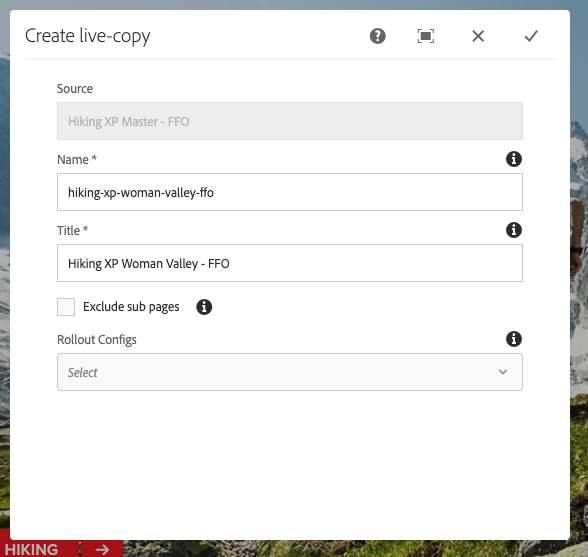 Create live-copy
Source
Hiking XP Master - FFO
Name *
hiking-xp-woman-valley-ffo
Title *
Hiking XP Woman Valley - FFO
Exclude sub pages
Rollout Configs
Select
HIKING